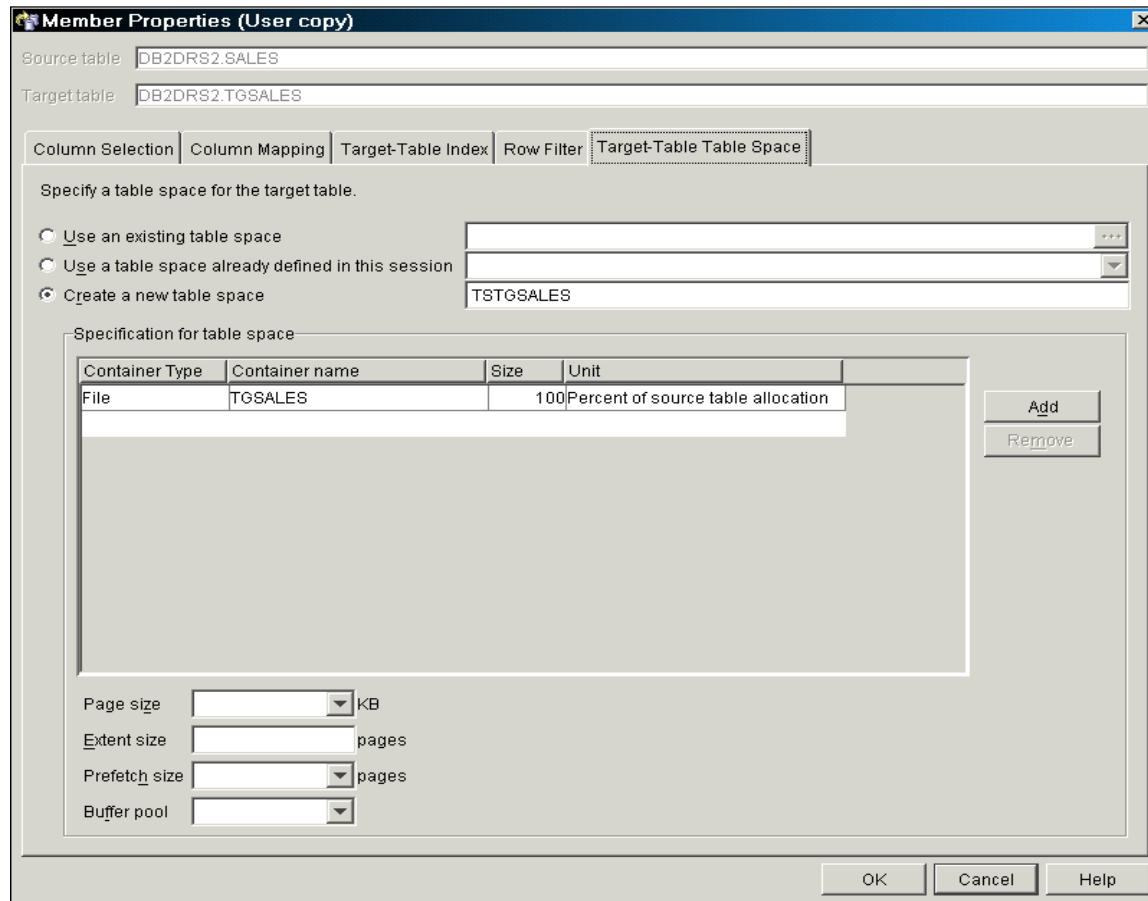 Member Properties (User copy)
Source table DB2DRS2.SALES
Target table DB2DRS2.TGSALES
Column Selection Column Mapping Target-Table Index Row Filter Target-Table Table Space
Specify a table space for the target table.
Use an existing table space ...
Use a table space already defined in this session
Create a new table space TSTGSALES
Specification for table space
Container Type Container name Size Unit
File TGSALES 100 Percent of source table allocation
Add
Remove
Page size KB
Extent size pages
Prefetch size pages
Buffer pool
OK Cancel Help